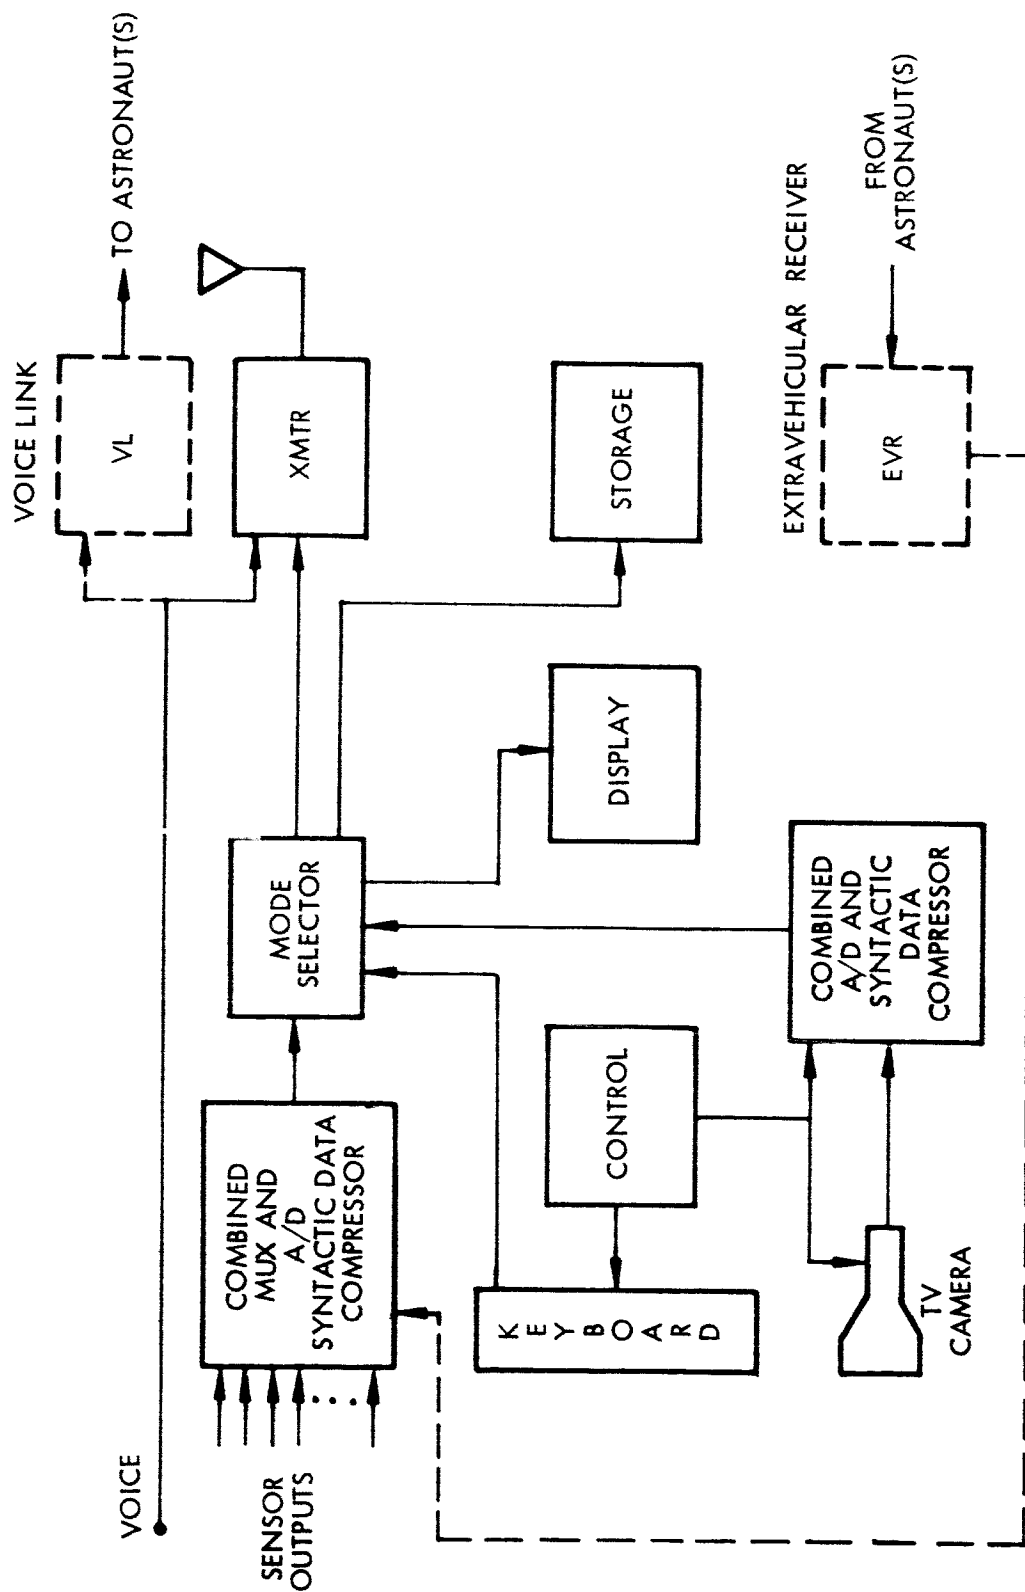 VOICE LINK
VL
TO ASTRONAUT(S)
VOICE
XMTR
SENSOR
OUTPUTS
COMBINED
MUX AND
A/D
SYNTACTIC DATA
COMPRESSOR
MODE
SELECTOR
STORAGE
DISPLAY
KEYBOARD
CONTROL
EXTRAVEHICULAR RECEIVER
EVR
FROM
ASTRONAUT(S)
COMBINED
A/D AND
SYNTACTIC
DATA
COMPRESSOR
TV
CAMERA